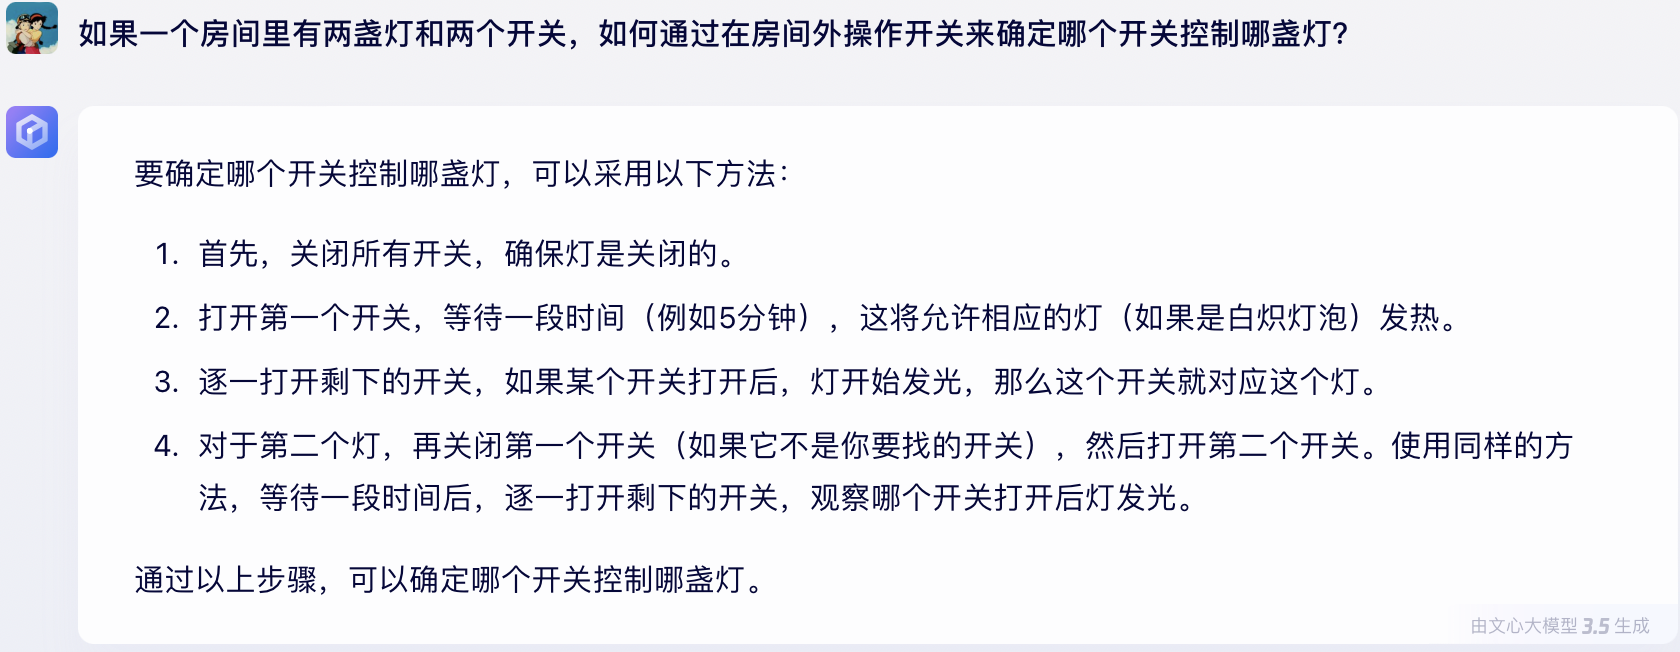 如果一个房间里有两盏灯和两个开关，如何通过在房间外操作开关来确定哪个开关控制哪盏灯？
要确定哪个开关控制哪盏灯，可以采用以下方法：
1. 首先，关闭所有开关，确保灯是关闭的。
2. 打开第一个开关，等待一段时间（例如5分钟），这将允许相应的灯（如果是白炽灯泡）发热。
3. 逐一打开剩下的开关，如果某个开关打开后，灯开始发光，那么这个开关就对应这个灯。
4. 对于第二个灯，再关闭第一个开关（如果它不是你要找的开关），然后打开第二个开关。使用同样的方
法，等待一段时间后，逐一打开剩下的开关，观察哪个开关打开后灯发光。
通过以上步骤，可以确定哪个开关控制哪盏灯。
由文心大模型 3.5 生成